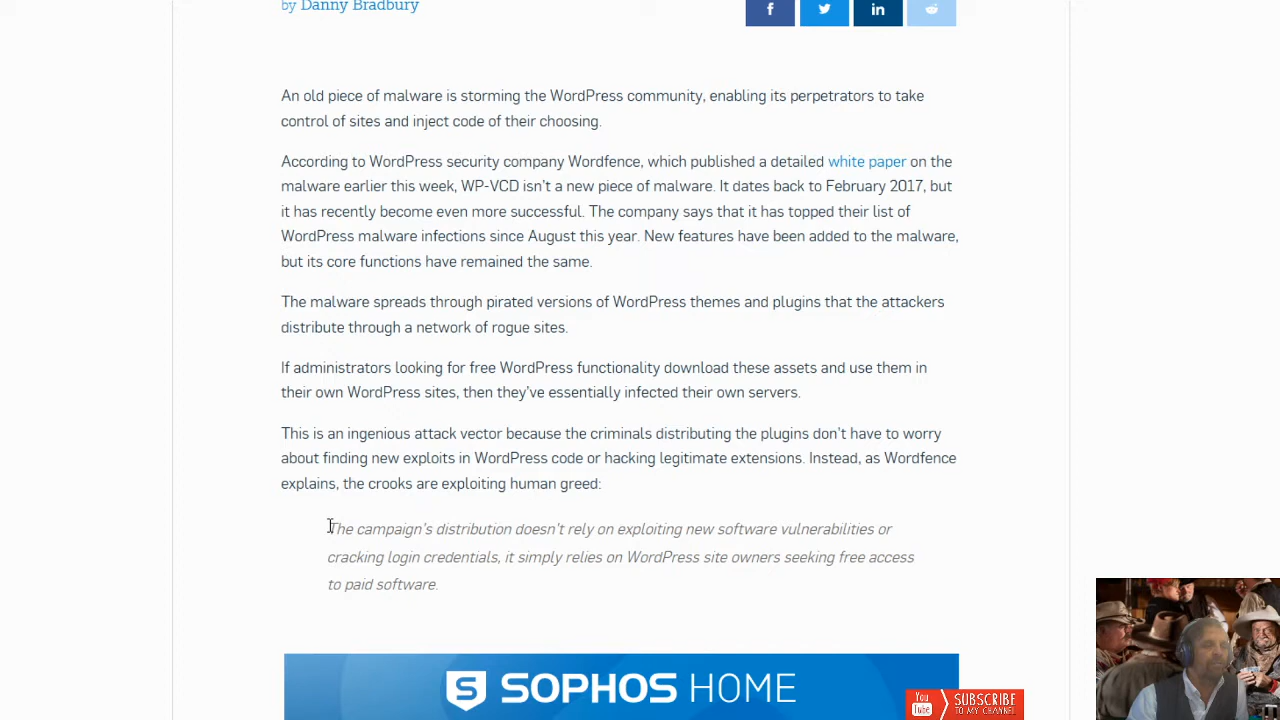 by Danny Bradbury
An old piece of malware is storming the WordPress community, enabling its perpetrators to take
control of sites and inject code of their choosing.
According to WordPress security company Wordfence, which published a detailed white paper on the
malware earlier this week, WP-VCD isn't a new piece of malware. It dates back to February 2017, but
it has recently become even more successful. The company says that it has topped their list of
WordPress malware infections since August this year. New features have been added to the malware,
but its core functions have remained the same.
The malware spreads through pirated versions of WordPress themes and plugins that the attackers
distribute through a network of rogue sites.
If administrators looking for free WordPress functionality download these assets and use them in
their own WordPress sites, then they've essentially infected their own servers.
This is an ingenious attack vector because the criminals distributing the plugins don't have to worry
about finding new exploits in WordPress code or hacking legitimate extensions. Instead, as Wordfence
explains, the crooks are exploiting human greed:
The campaign's distribution doesn't rely on exploiting new software vulnerabilities or
cracking login credentials, it simply relies on WordPress site owners seeking free access
to paid software.
S SOPHOS HOME
You Tube SUBSCRIBE
TO MY CHANNEL